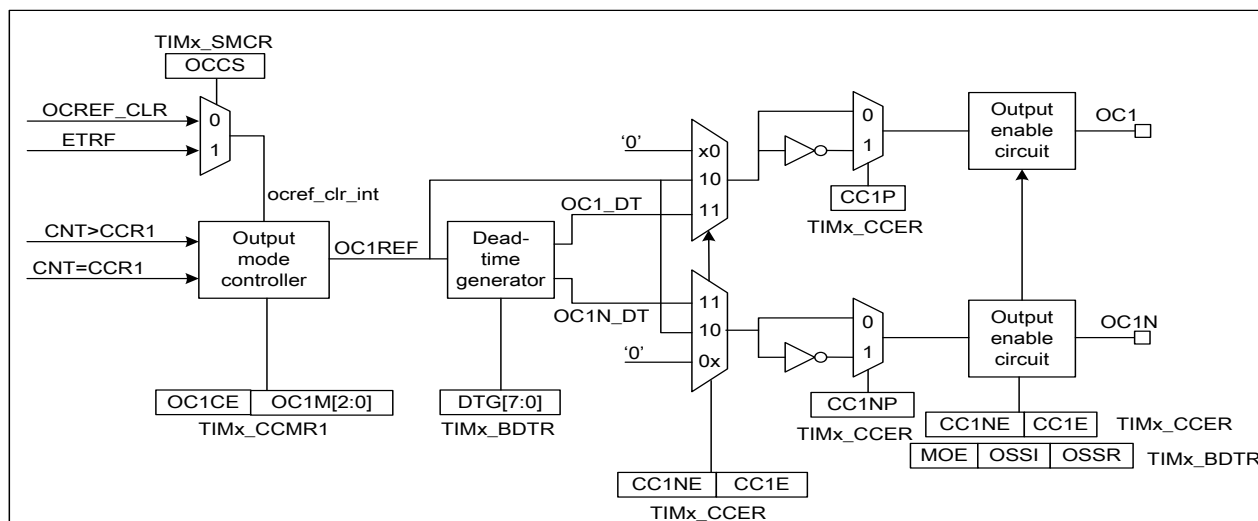 TIMx_SMCR
OCCS
OCREF_CLR
ETRF
0
1
ocref_clr_int
CNT>CCR1
CNT=CCR1
Output
mode
controller
OC1REF
Dead-
time
generator
OC1_DT
OC1N_DT
OC1CE
OC1M[2:0]
TIMx_CCMR1
DTG[7:0]
TIMx_BDTR
‘0’
x0
10
11
11
10
0x
‘0’
CC1NE
CC1E
TIMx_CCER
0
1
CC1P
TIMx_CCER
0
1
CC1NP
TIMx_CCER
Output
enable
circuit
OC1
Output
enable
circuit
OC1N
CC1NE
CC1E
TIMx_CCER
MOE
OSSI
OSSR
TIMx_BDTR